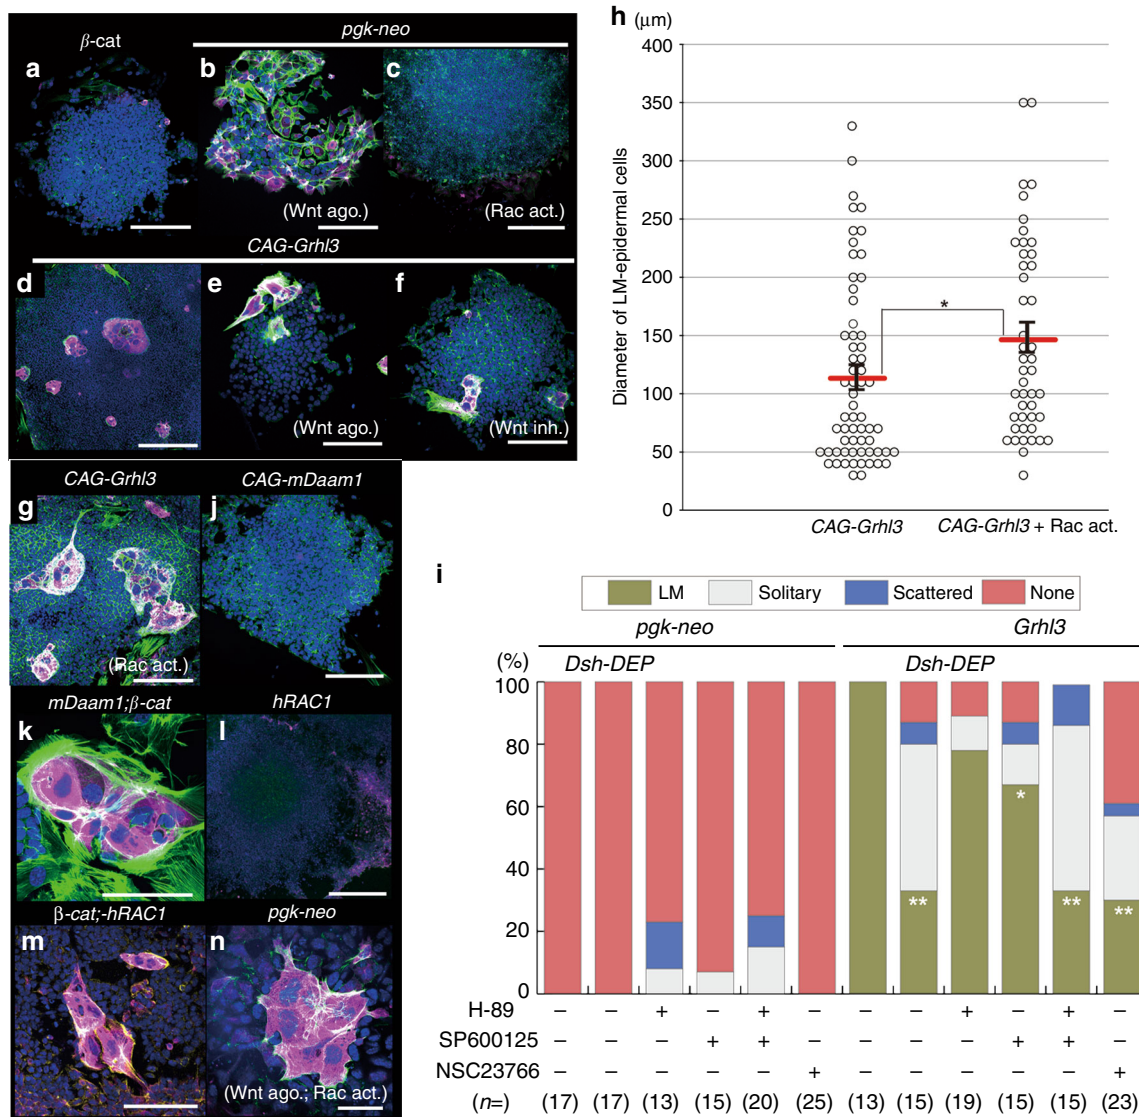 β-cat
pgk-neo
a
b
c
(Wnt ago.)
(Rac act.)
CAG-Grhl3
d
e
f
(Wnt ago.)
(Wnt inh.)
CAG-Grhl3
CAG-mDaam1
g
j
(Rac act.)
mDaam1;β-cat
hRAC1
k
l
β-cat;-hRAC1
pgk-neo
m
n
(Wnt ago.; Rac act.)
h (μm)
Diameter of LM-epidermal cells
400
350
300
250
200
150
100
50
0
*
CAG-Grhl3
CAG-Grhl3 + Rac act.
i
LM Solitary Scattered None
pgk-neo Grhl3
(%) Dsh-DEP Dsh-DEP
100
80
60
40
20
0
** * ** **
H-89 – – + – + – – – + – + –
SP600125 – – – + + – – – – + + –
NSC23766 – – – – – + – – – – – +
(n=) (17) (17) (13) (15) (20) (25) (13) (15) (19) (15) (15) (23)